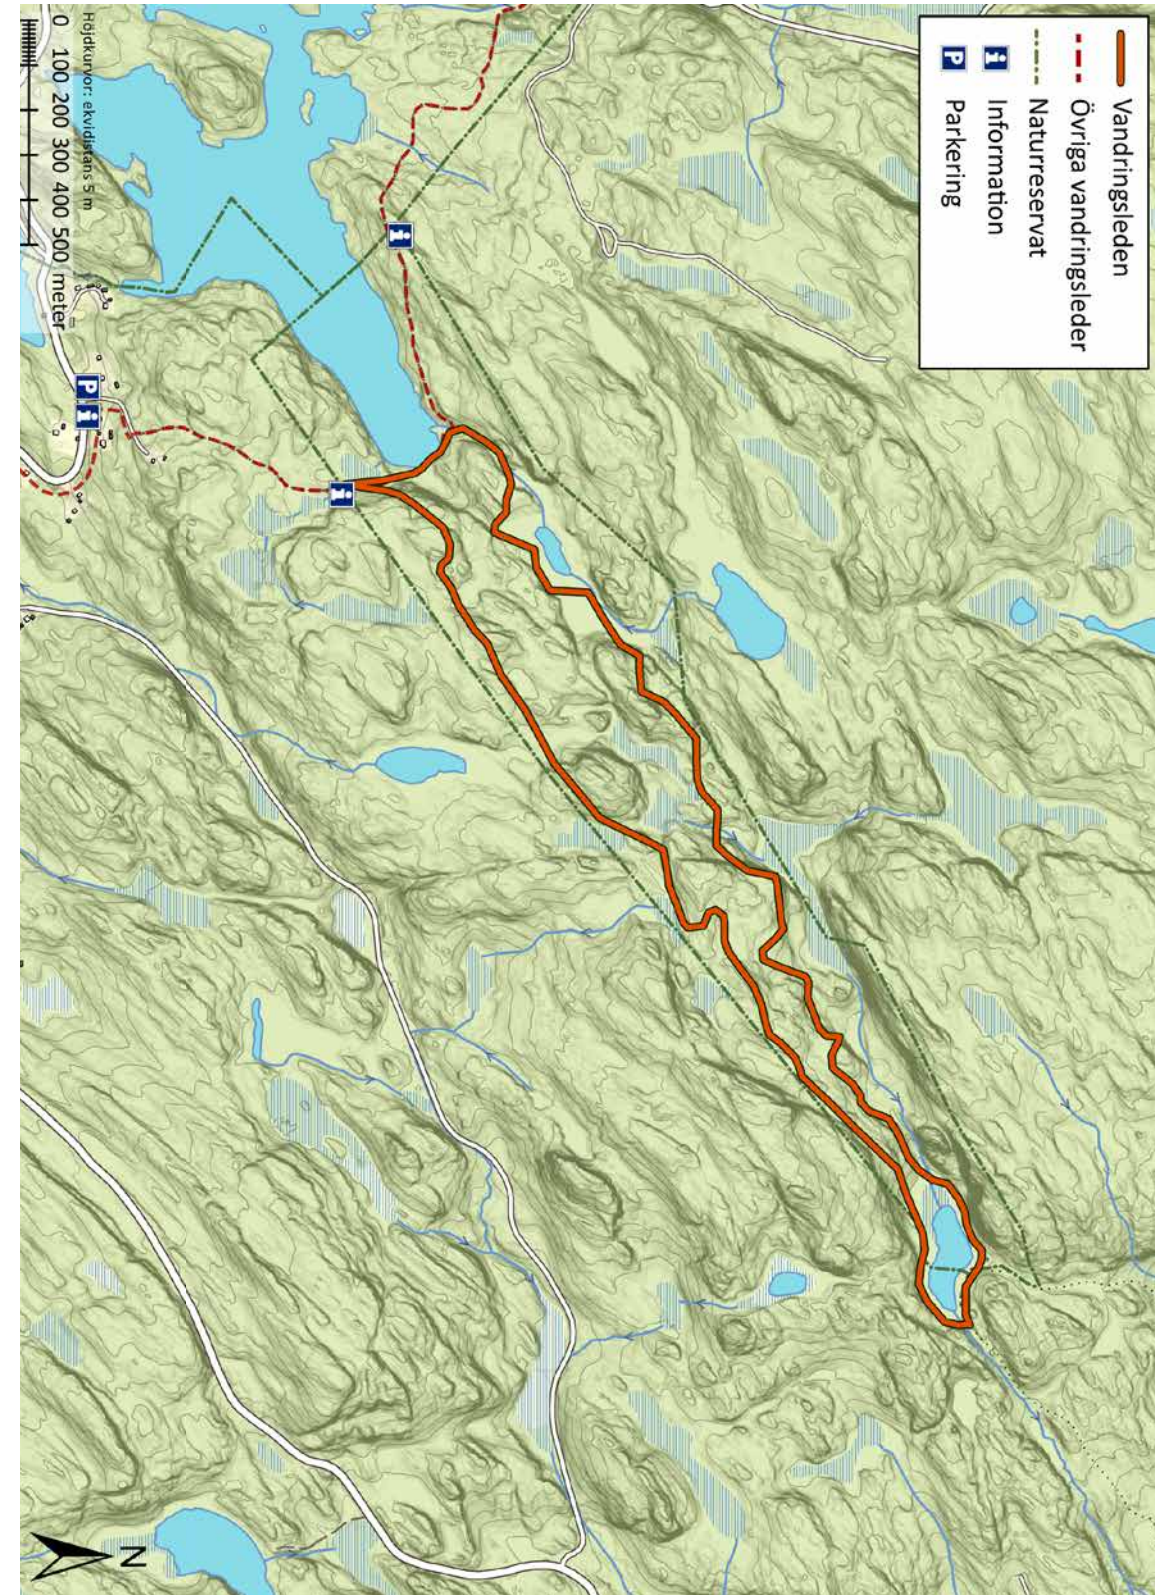 Vandringsleden
Övriga vandringsleder
Naturreservat
i Information
P Parkering
i
i
P i
Höjdkurvor: ekvidistans 5 m
0 100 200 300 400 500 meter
N